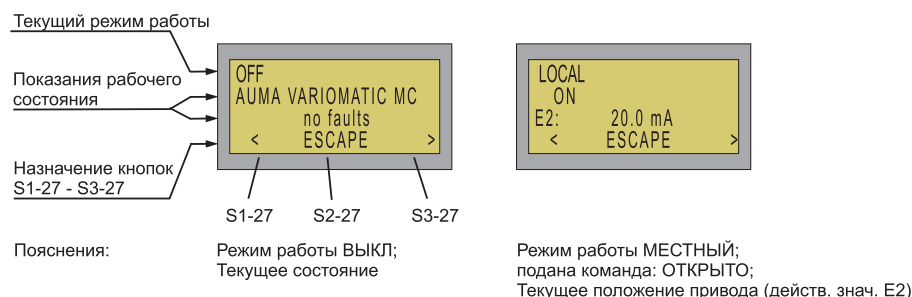 Текущий режим работы
Показания рабочего
состояния
Назначение кнопок
S1-27 - S3-27
OFF
AUMA VARIOMATIC MC
no faults
< ESCAPE >
S1-27 S2-27 S3-27
LOCAL
ON
E2: 20.0 mA
< ESCAPE >
Пояснения:
Режим работы ВЫКЛ;
Текущее состояние
Режим работы МЕСТНЫЙ;
подана команда: ОТКРЫТО;
Текущее положение привода (действ. знач. E2)